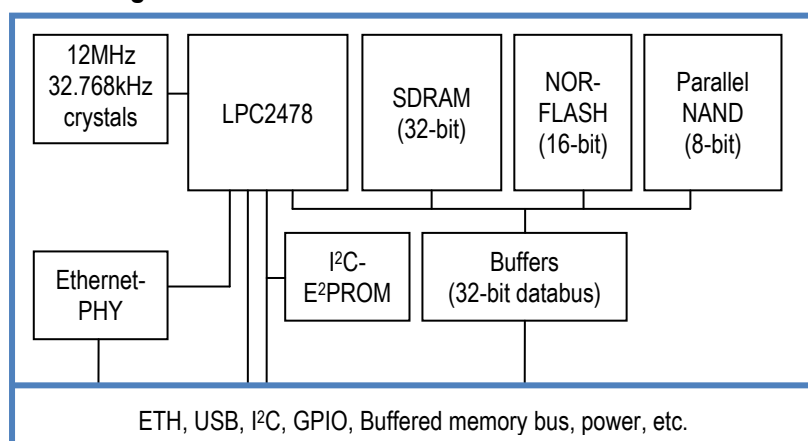 12MHz
32.768kHz
crystals
LPC2478
SDRAM
(32-bit)
NOR-
FLASH
(16-bit)
Parallel
NAND
(8-bit)
Ethernet-
PHY
I²C-
E²PROM
Buffers
(32-bit databus)
ETH, USB, I²C, GPIO, Buffered memory bus, power, etc.